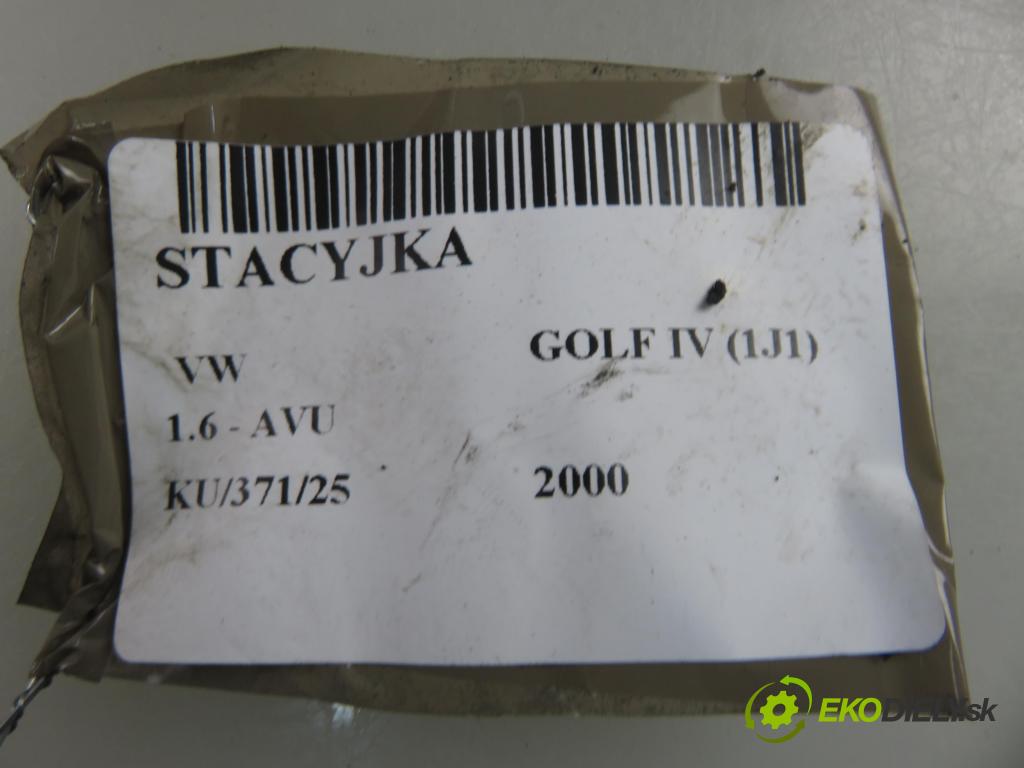 STACYJKA
VW GOLF IV (1J1)
1.6 - AVU
KU/371/25 2000
EKODIELY.sk